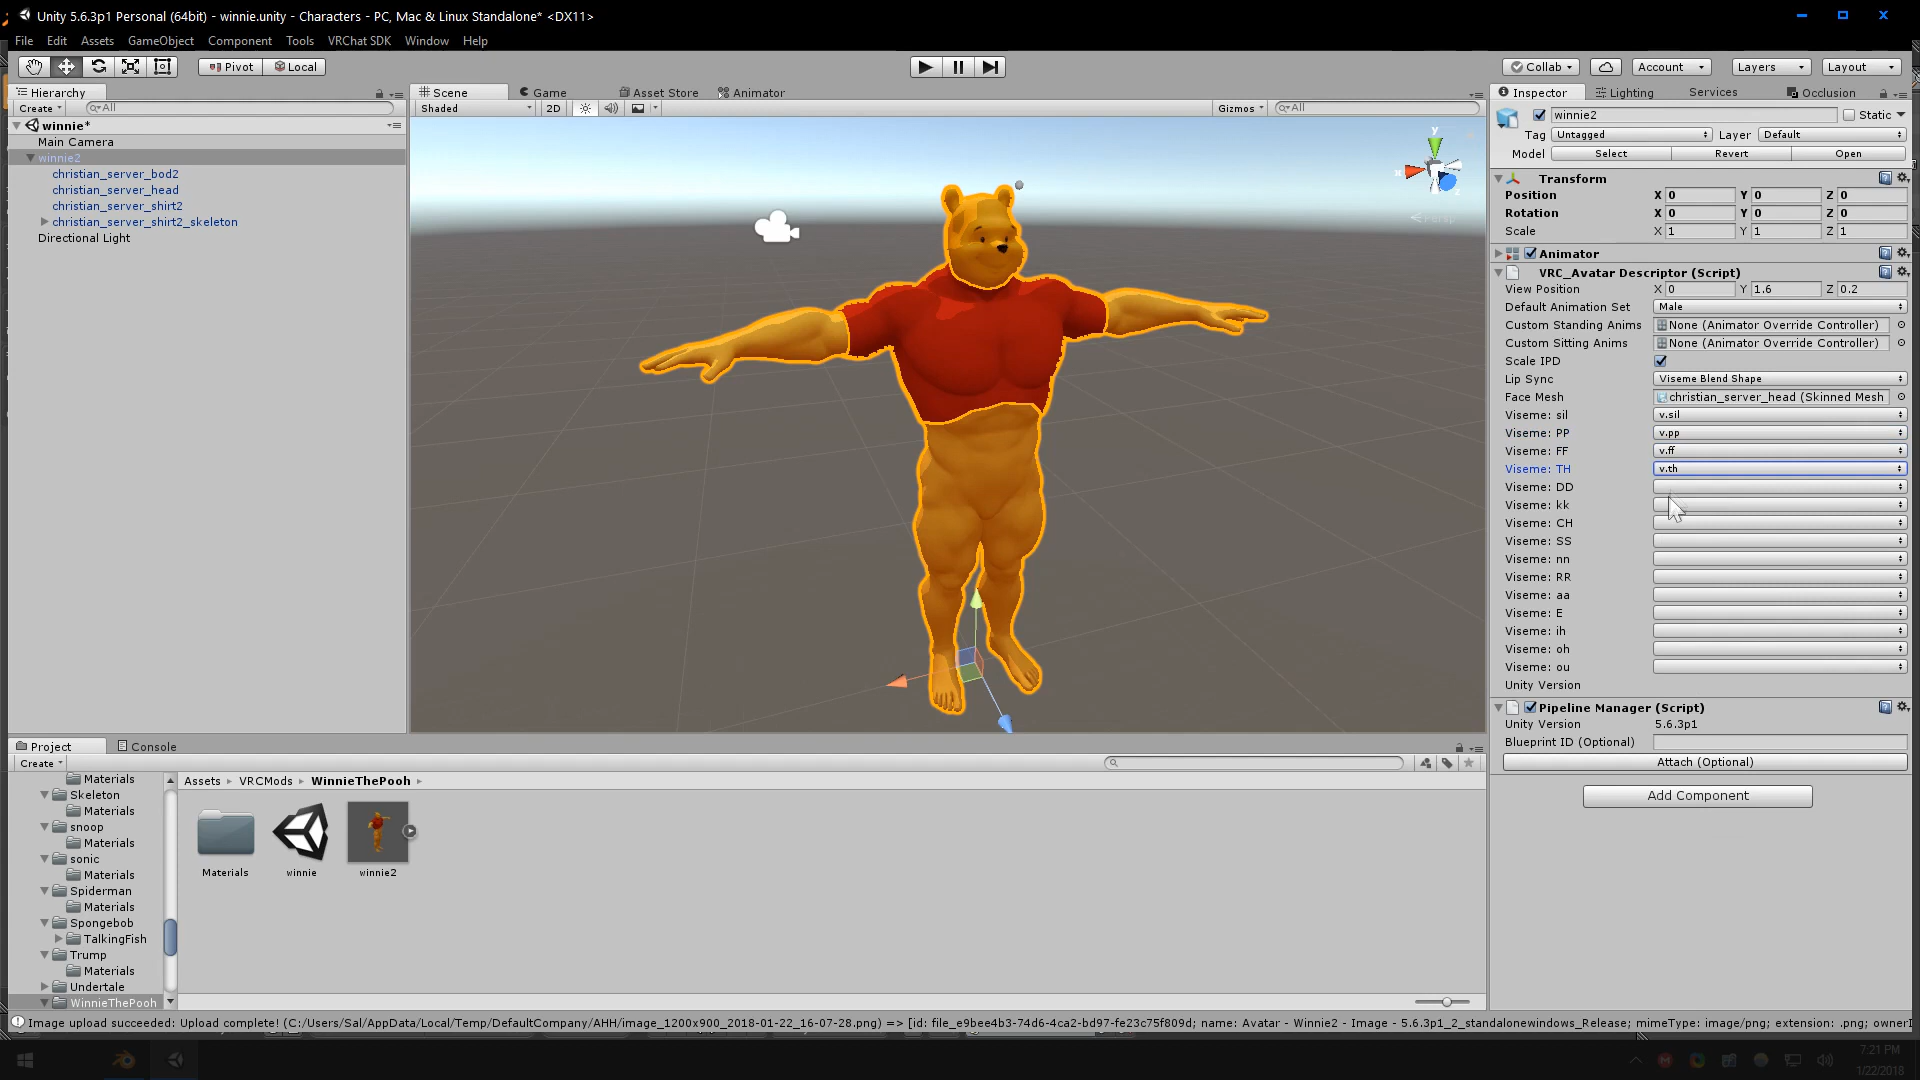 Unity 5.6.3p1 Personal (64bit) - winnie.unity - Characters - PC, Mac & Linux Standalone* <DX11>
File Edit Assets GameObject Component Tools VRChat SDK Window Help
Pivot Local Collab Account Layers Layout
Hierarchy
Create All
winnie*
Main Camera
winnie2
christian_server_bod2
christian_server_head
christian_server_shirt2
christian_server_shirt2_skeleton
Directional Light
Scene Game Asset Store Animator
Shaded 2D Gizmos All
y
x
z
Persp
Inspector Lighting Services Occlusion
winnie2 Static
Tag Untagged Layer Default
Model Select Revert Open
Transform
Position X 0 Y 0 Z 0
Rotation X 0 Y 0 Z 0
Scale X 1 Y 1 Z 1
Animator
VRC_Avatar Descriptor (Script)
View Position X 0 Y 1.6 Z 0.2
Default Animation Set Male
Custom Standing Anims None (Animator Override Controller)
Custom Sitting Anims None (Animator Override Controller)
Scale IPD
Lip Sync Viseme Blend Shape
Face Mesh christian_server_head (Skinned Mesh
Viseme: sil v.sil
Viseme: PP v.pp
Viseme: FF v.ff
Viseme: TH v.th
Viseme: DD
Viseme: kk
Viseme: CH
Viseme: SS
Viseme: nn
Viseme: RR
Viseme: aa
Viseme: E
Viseme: ih
Viseme: oh
Viseme: ou
Unity Version
Pipeline Manager (Script)
Unity Version 5.6.3p1
Blueprint ID (Optional)
Attach (Optional)
Add Component
Project Console
Create
Materials
Skeleton
Materials
snoop
Materials
sonic
Materials
Spiderman
Materials
Spongebob
TalkingFish
Trump
Materials
Undertale
WinnieThePooh
Assets VRCMods WinnieThePooh
Materials winnie winnie2
Image upload succeeded: Upload complete! (C:/Users/Sal/AppData/Local/Temp/DefaultCompany/AHH/image_1200x900_2018-01-22_16-07-28.png) => [id: file_e9bee4b3-74d6-4ca2-bd97-fe23c75f809d; name: Avatar - Winnie2 - Image - 5.6.3p1_2_standalonewindows_Release; mimeType: image/png; extension: .png; ownerI
7:21 PM
1/22/2018